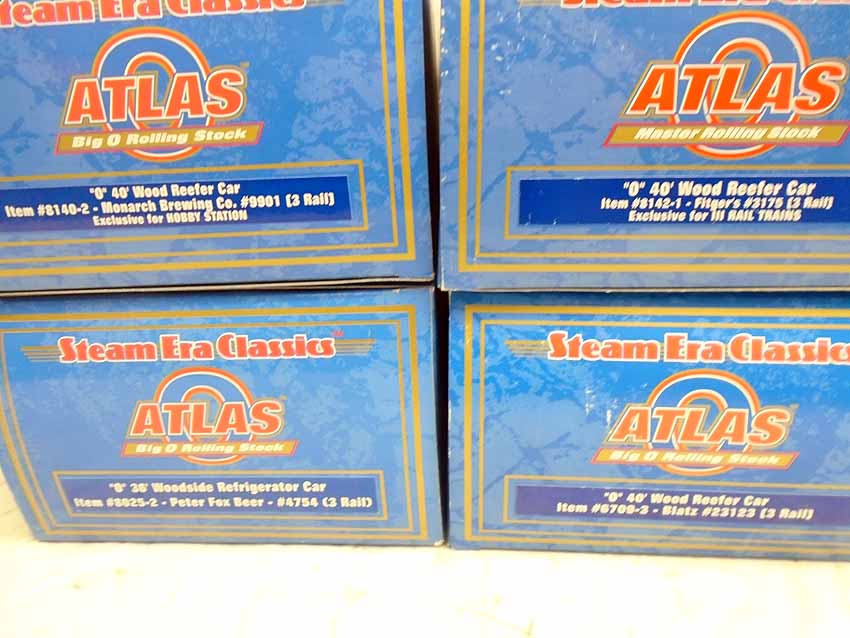 Steam Era Classics
ATLAS
Big O Rolling Stock
"O" 40' Wood Reefer Car
Item #8140-2 - Monarch Brewing Co. #9901 (3 Rail)
Exclusive for HOBBY STATION
Steam Era Classics
ATLAS
Master Rolling Stock
"O" 40' Wood Reefer Car
Item #8142-1 - Fitger's #3175 (3 Rail)
Exclusive for III RAIL TRAINS
Steam Era Classics™
ATLAS
Big O Rolling Stock
"O" 36' Woodside Refrigerator Car
Item #8025-2 - Peter Fox Beer - #4754 (3 Rail)
Steam Era Classics
ATLAS
Big O Rolling Stock
"O" 40' Wood Reefer Car
Item #6709-3 - Blatz #23123 (3 Rail)